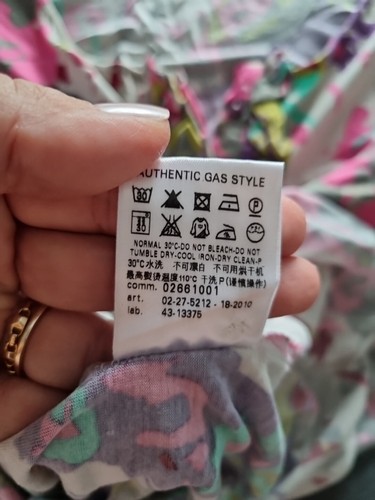 AUTHENTIC GAS STYLE
30 P
30
NORMAL 30°C-DO NOT BLEACH-DO NOT
TUMBLE DRY-COOL IRON-DRY CLEAN-P
30°C水洗 不可漂白 不可用烘干机
最高熨烫温度110°C 干洗P(谨慎操作)
comm. 02661001
art. 02-27-5212 - 18-2010
lab. 43-13375